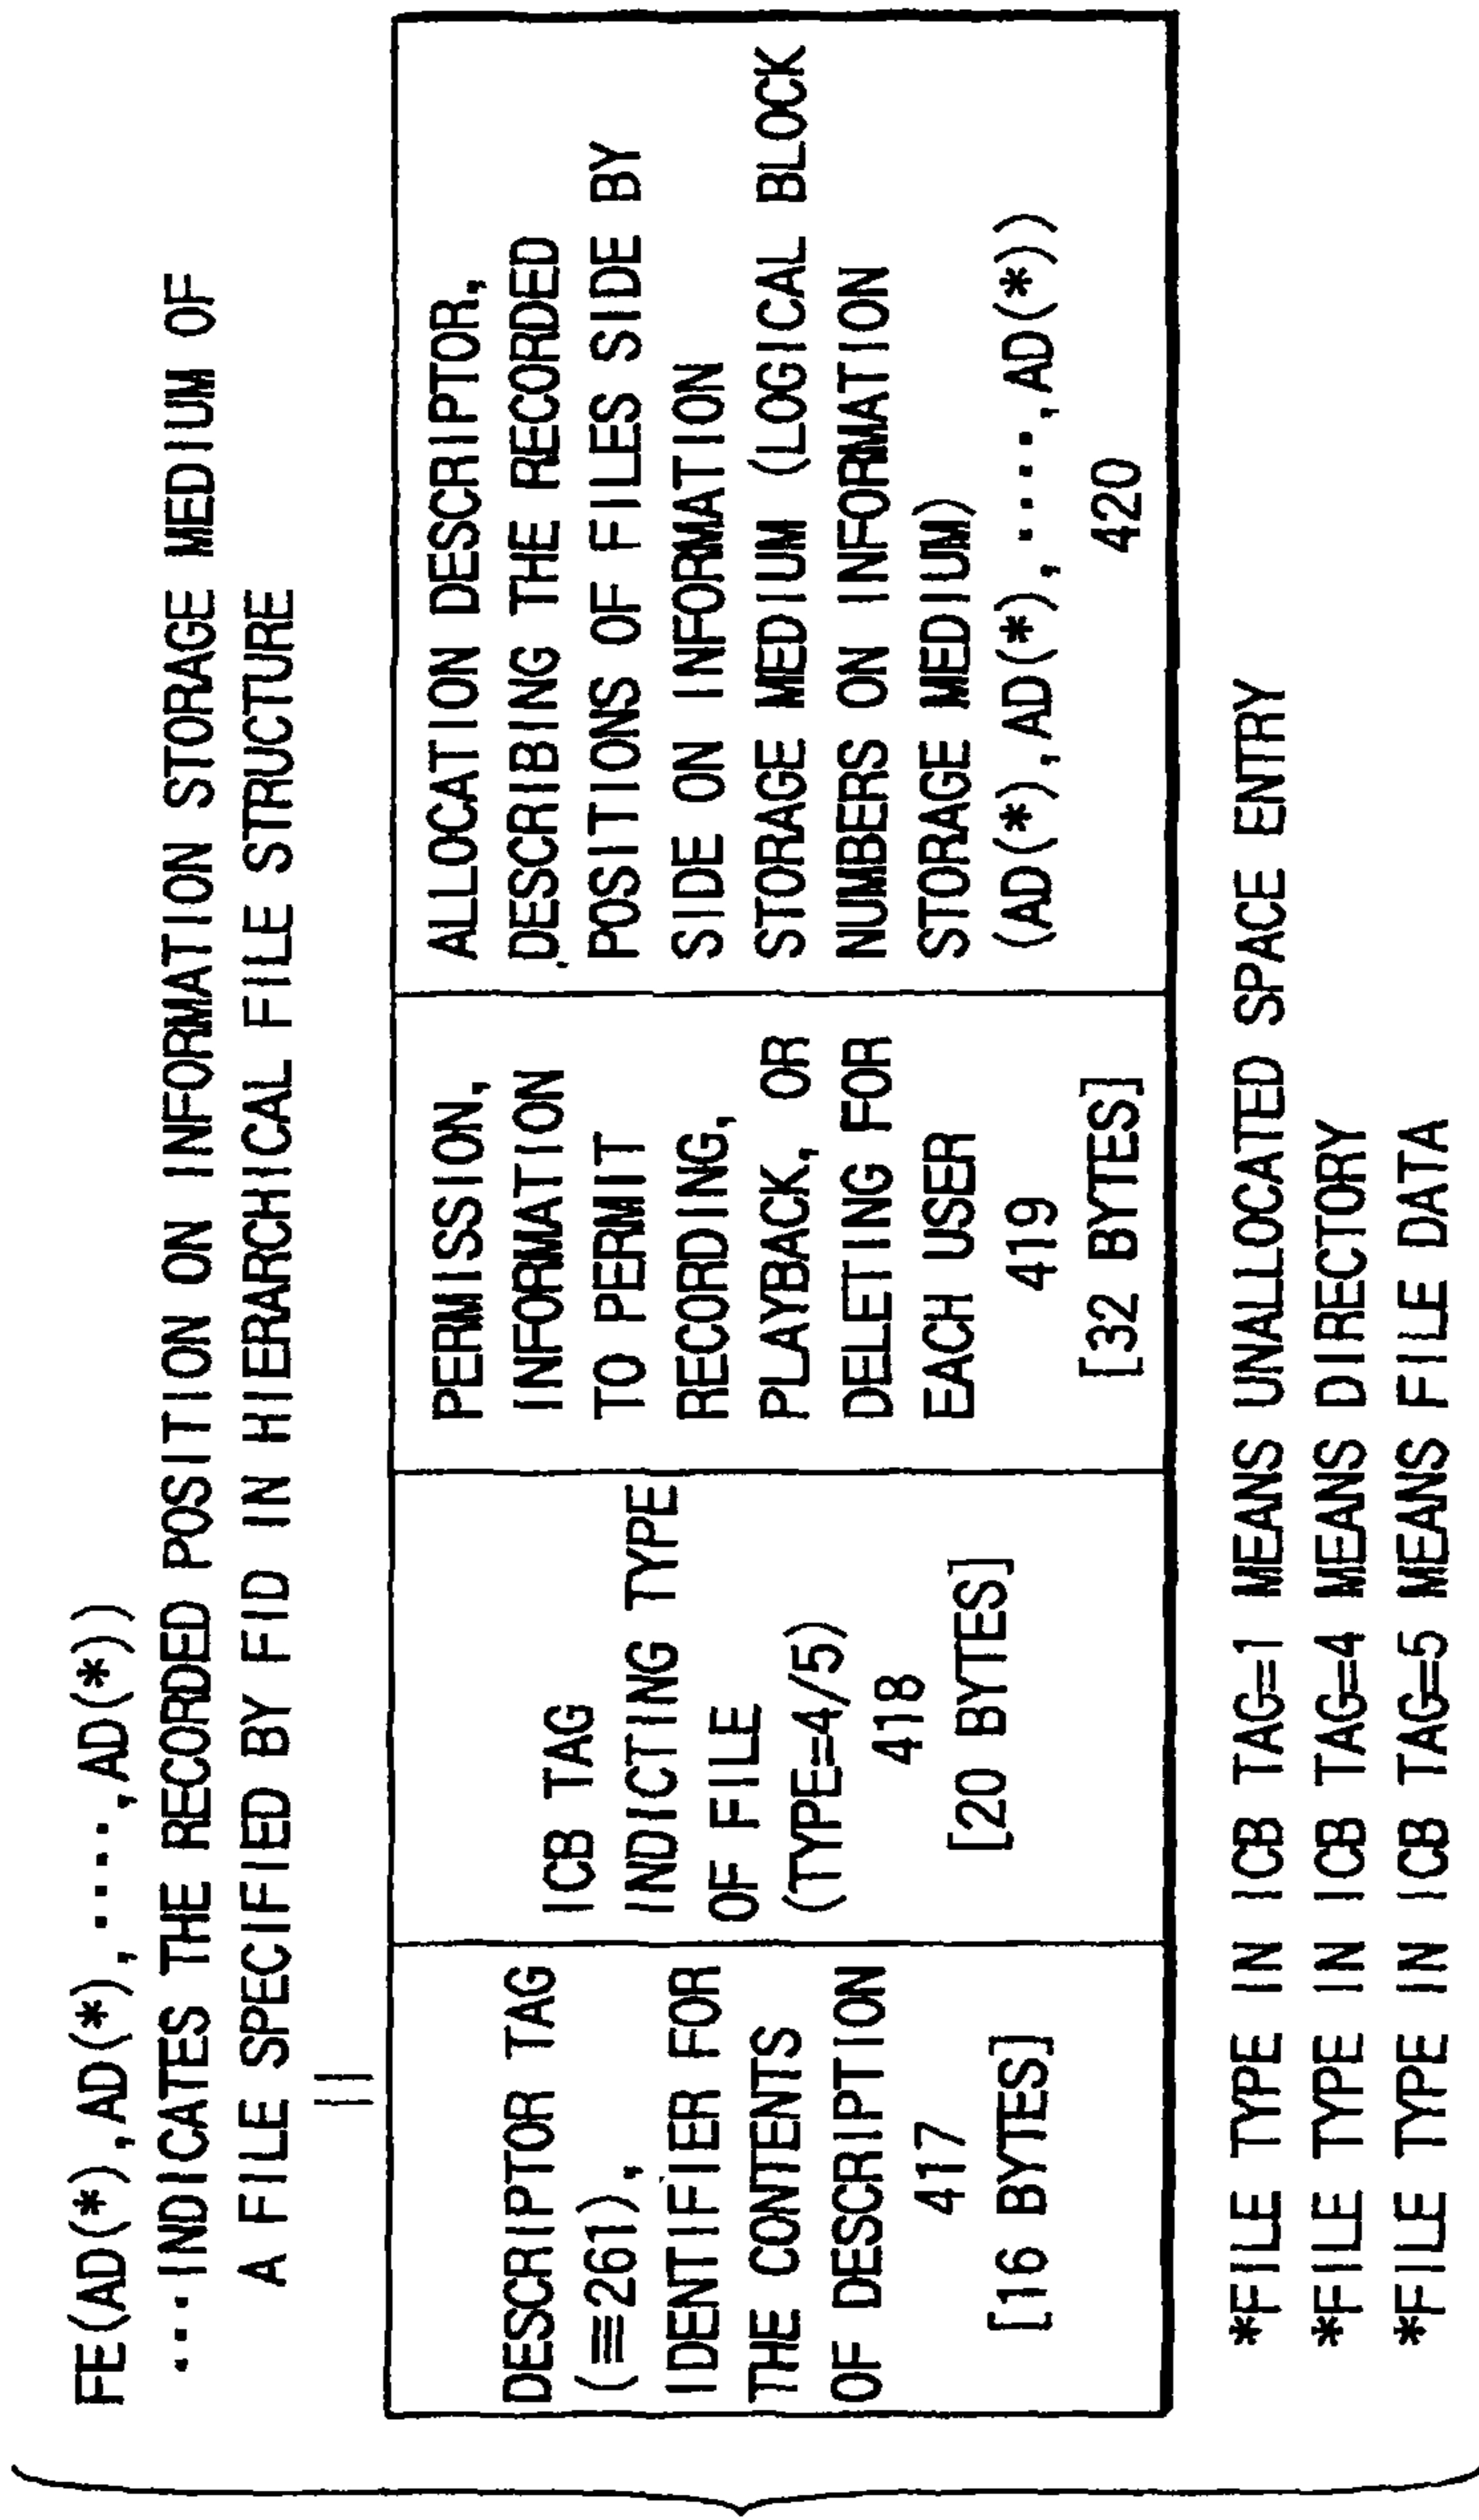 FE(AD(*),AD(*),....,AD(*))
..INDICATES THE RECORDED POSITION ON INFORMATION STORAGE MEDIUM OF
A FILE SPECIFIED BY FID IN HIERARCHICAL FILE STRUCTURE
DESCRIPTOR TAG
(=261),
IDENTIFIER FOR
THE CONTENTS
OF DESCRIPTION
417
[16 BYTES]
ICB TAG
INDICTING TYPE
OF FILE
(TYPE=4/5)
418
[20 BYTES]
PERMISSION,
INFORMATION
TO PERMIT
RECORDING,
PLAYBACK, OR
DELETING FOR
EACH USER
419
[32 BYTES]
ALLOCATION DESCRIPTOR,
DESCRIBING THE RECORDED
POSITIONS OF FILES SIDE BY
SIDE ON INFORMATION
STORAGE MEDIUM (LOGICAL BLOCK
NUMBERS ON INFORMATION
STORAGE MEDIUM)
(AD(*),AD(*),....,AD(*))
420
*FILE TYPE IN ICB TAG=1 MEANS UNALLOCATED SPACE ENTRY
*FILE TYPE IN ICB TAG=4 MEANS DIRECTORY
*FILE TYPE IN ICB TAG=5 MEANS FILE DATA